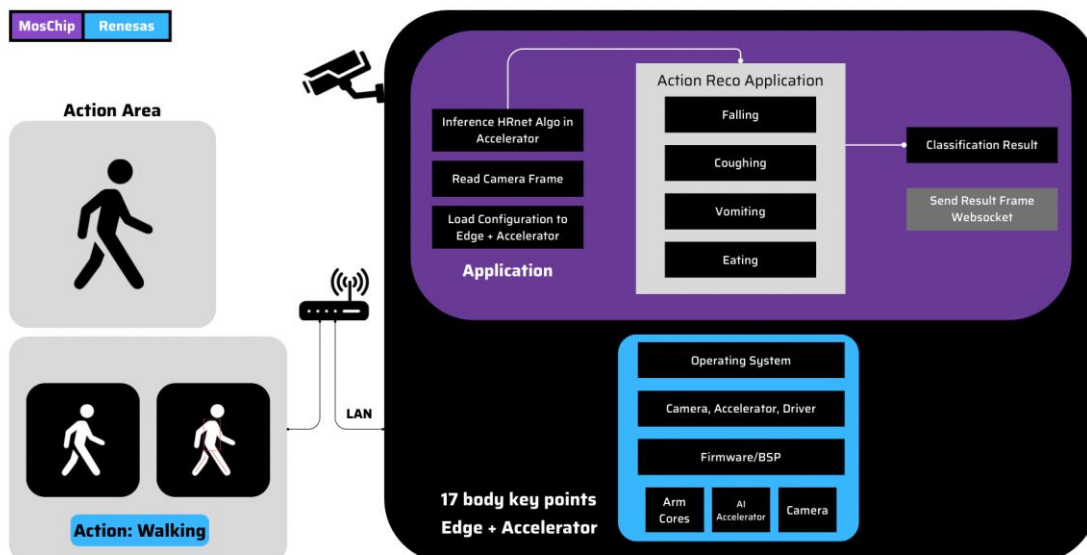 MosChip Renesas
Action Area
Action: Walking
LAN
Inference HRnet Algo in
Accelerator
Read Camera Frame
Load Configuration to
Edge + Accelerator
Application
Action Reco Application
Falling
Coughing
Vomiting
Eating
Classification Result
Send Result Frame
Websocket
Operating System
Camera, Accelerator, Driver
Firmware/BSP
Arm
Cores
AI
Accelerator
Camera
17 body key points
Edge + Accelerator